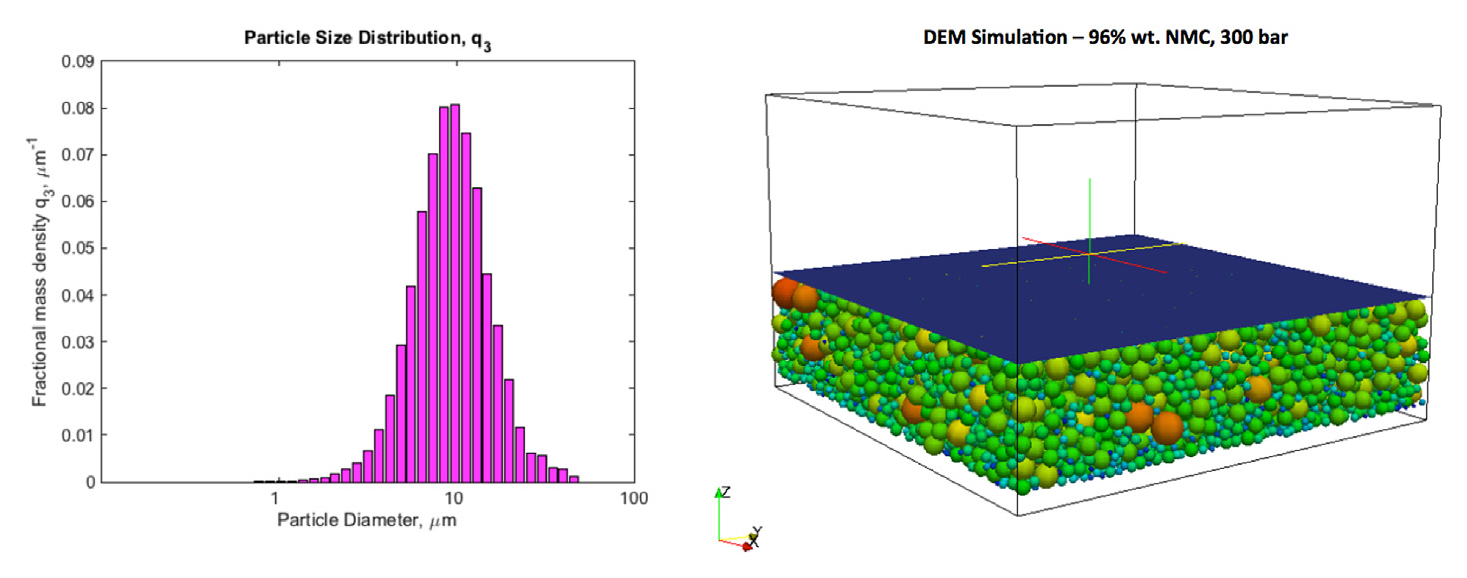 Particle Size Distribution, q3
0.09
0.08
0.07
0.06
0.05
0.04
0.03
0.02
0.01
0
Fractional mass density q3, μm-1
1
10
100
Particle Diameter, μm
DEM Simulation – 96% wt. NMC, 300 bar
Z
Y
X